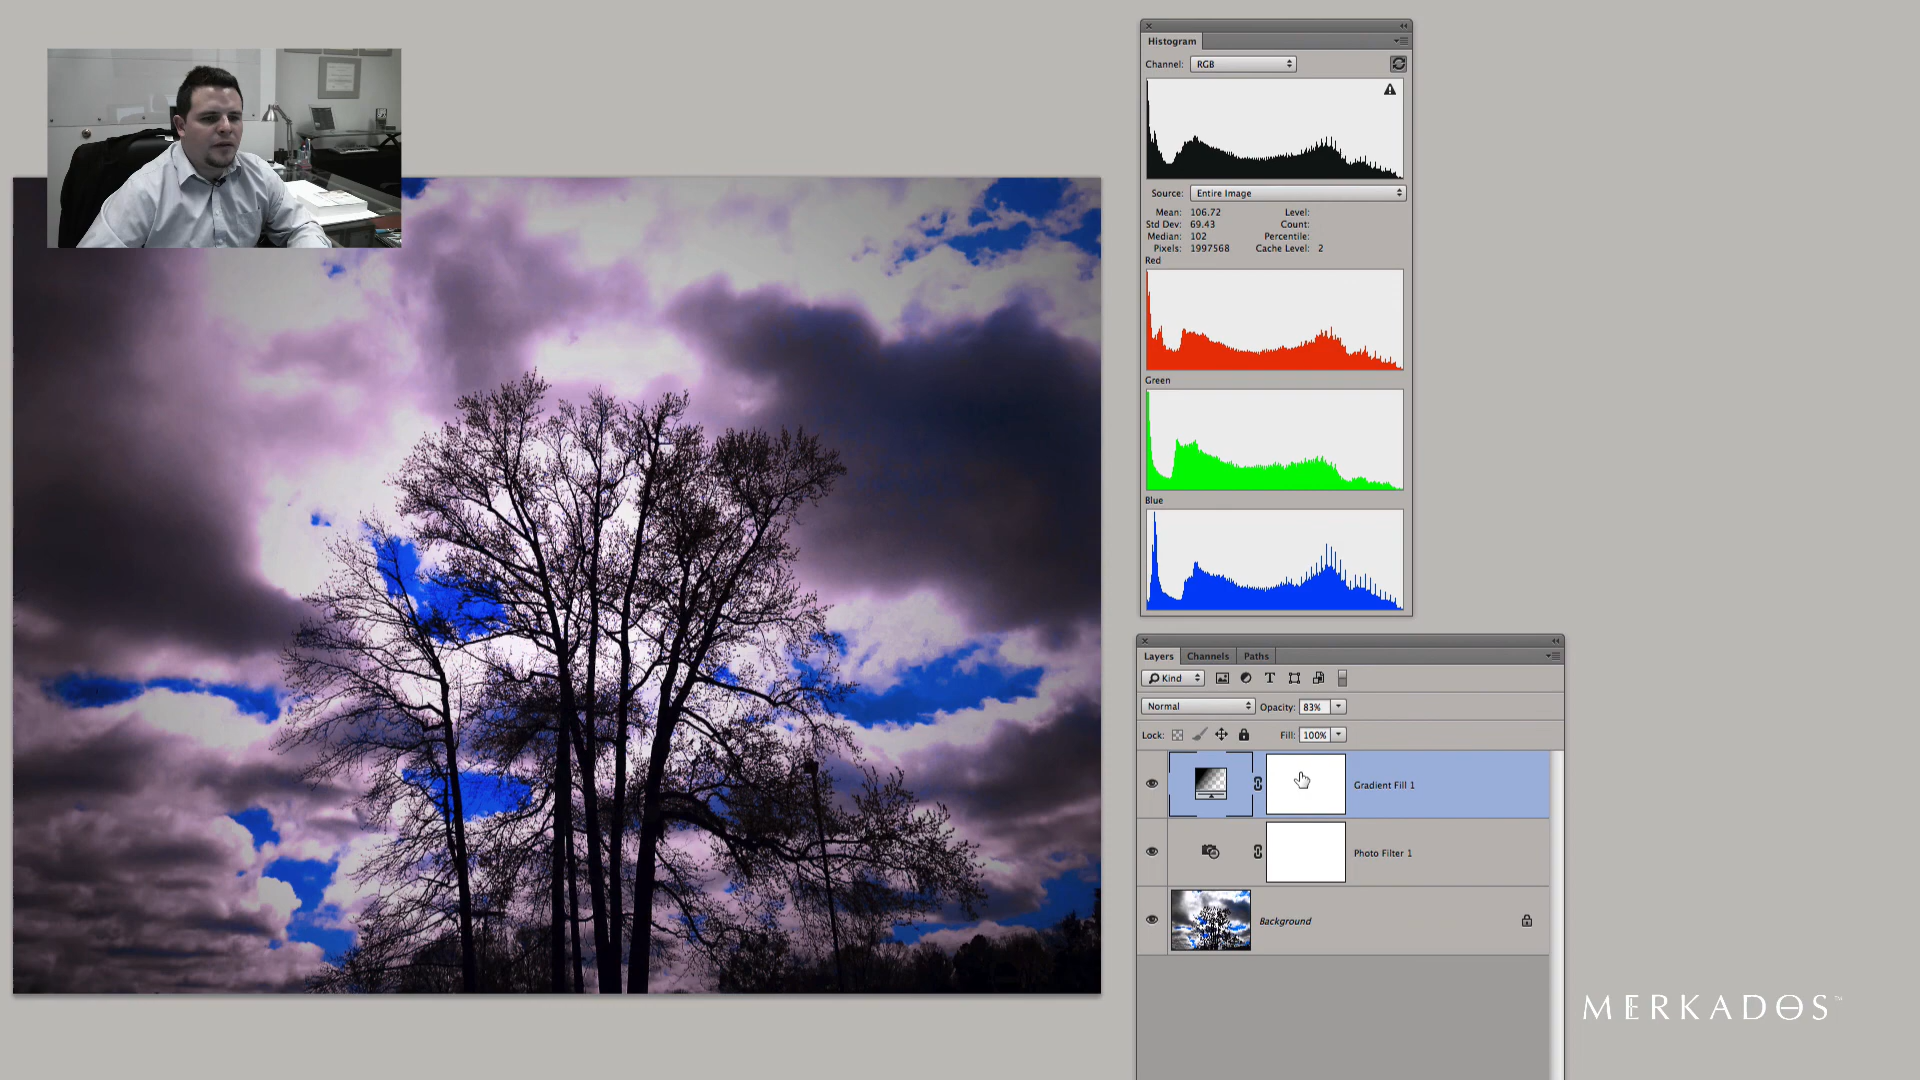 Histogram
Channel: RGB
Source: Entire Image
Mean: 106.72 Level:
Std Dev: 69.43 Count:
Median: 102 Percentile:
Pixels: 1997568 Cache Level: 2
Red
Green
Blue
Layers Channels Paths
Kind
Normal Opacity: 83%
Lock: Fill: 100%
Gradient Fill 1
Photo Filter 1
Background
MERKADOS™